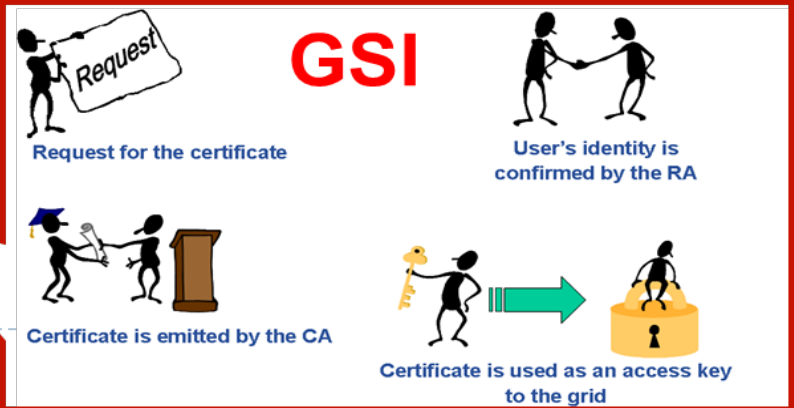 Request
GSI
Request for the certificate
User's identity is
confirmed by the RA
Certificate is emitted by the CA
Certificate is used as an access key
to the grid